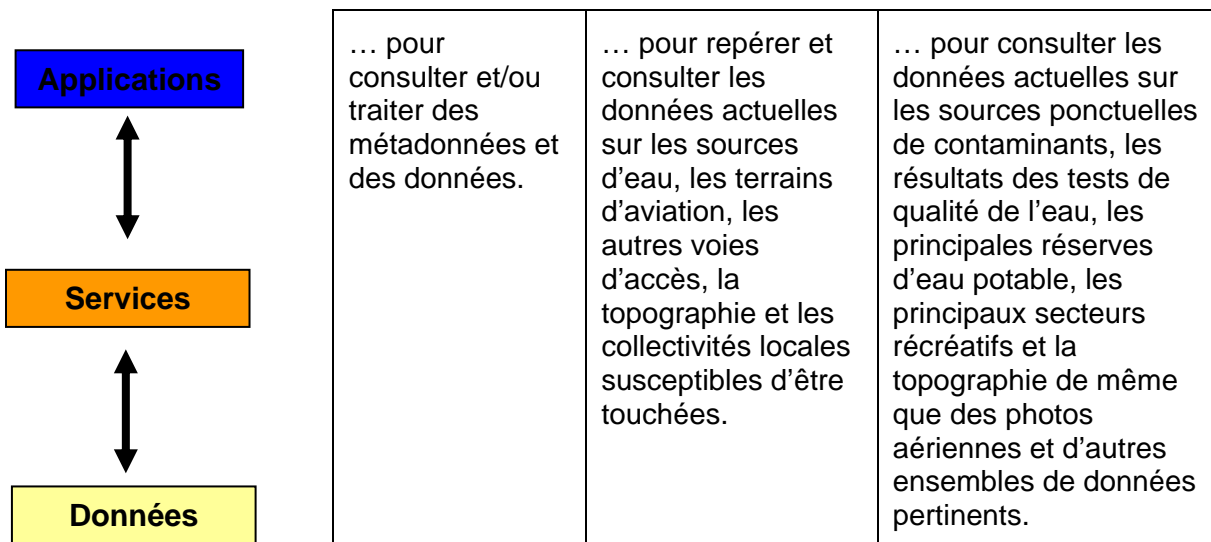 Applications
Services
Données
… pour
consulter et/ou
traiter des
métadonnées et
des données.
… pour repérer et
consulter les
données actuelles
sur les sources
d'eau, les terrains
d'aviation, les
autres voies
d'accès, la
topographie et les
collectivités locales
susceptibles d'être
touchées.
… pour consulter les
données actuelles sur
les sources ponctuelles
de contaminants, les
résultats des tests de
qualité de l'eau, les
principales réserves
d'eau potable, les
principaux secteurs
récréatifs et la
topographie de même
que des photos
aériennes et d'autres
ensembles de données
pertinents.